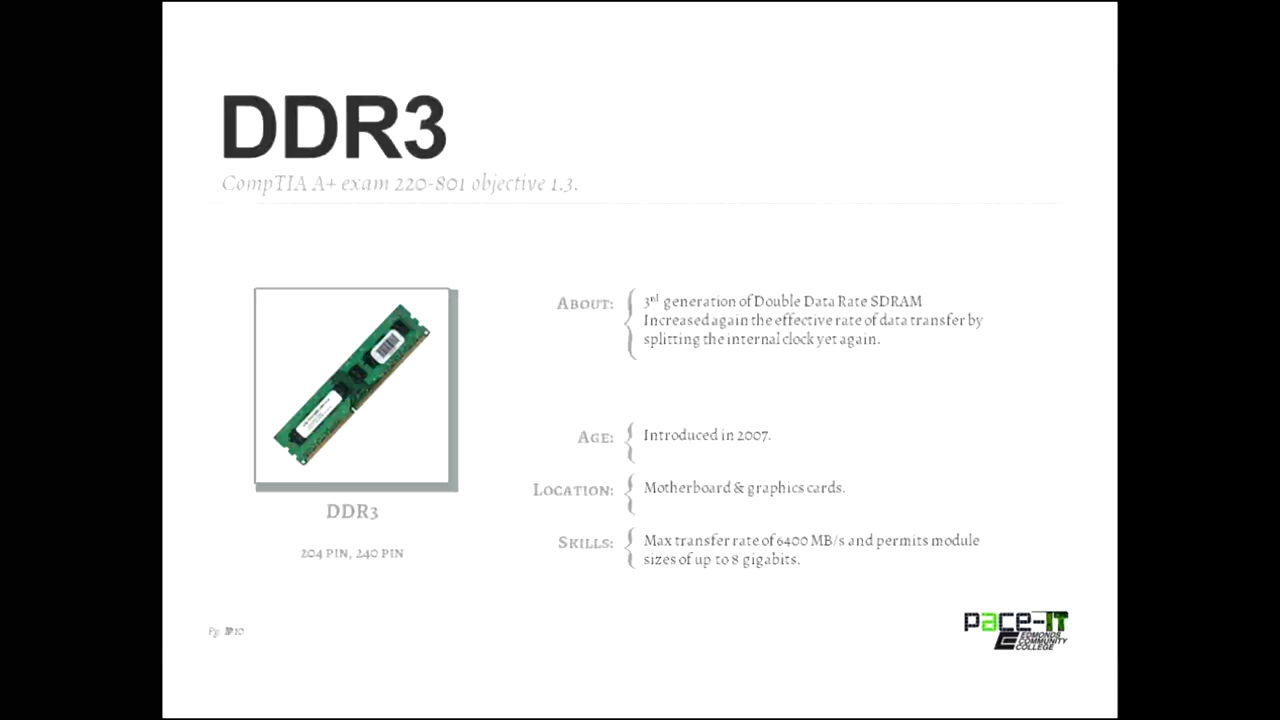 DDR3
CompTIA A+ exam 220-801 objective 1.3.
About:
3rd generation of Double Data Rate SDRAM
Increased again the effective rate of data transfer by
splitting the internal clock yet again.
Age:
Introduced in 2007.
Location:
Motherboard & graphics cards.
Skills:
Max transfer rate of 6400 MB/s and permits module
sizes of up to 8 gigabits.
DDR3
204 PIN, 240 PIN
Pg.
pace-IT
EDMONDS
COMMUNITY
COLLEGE